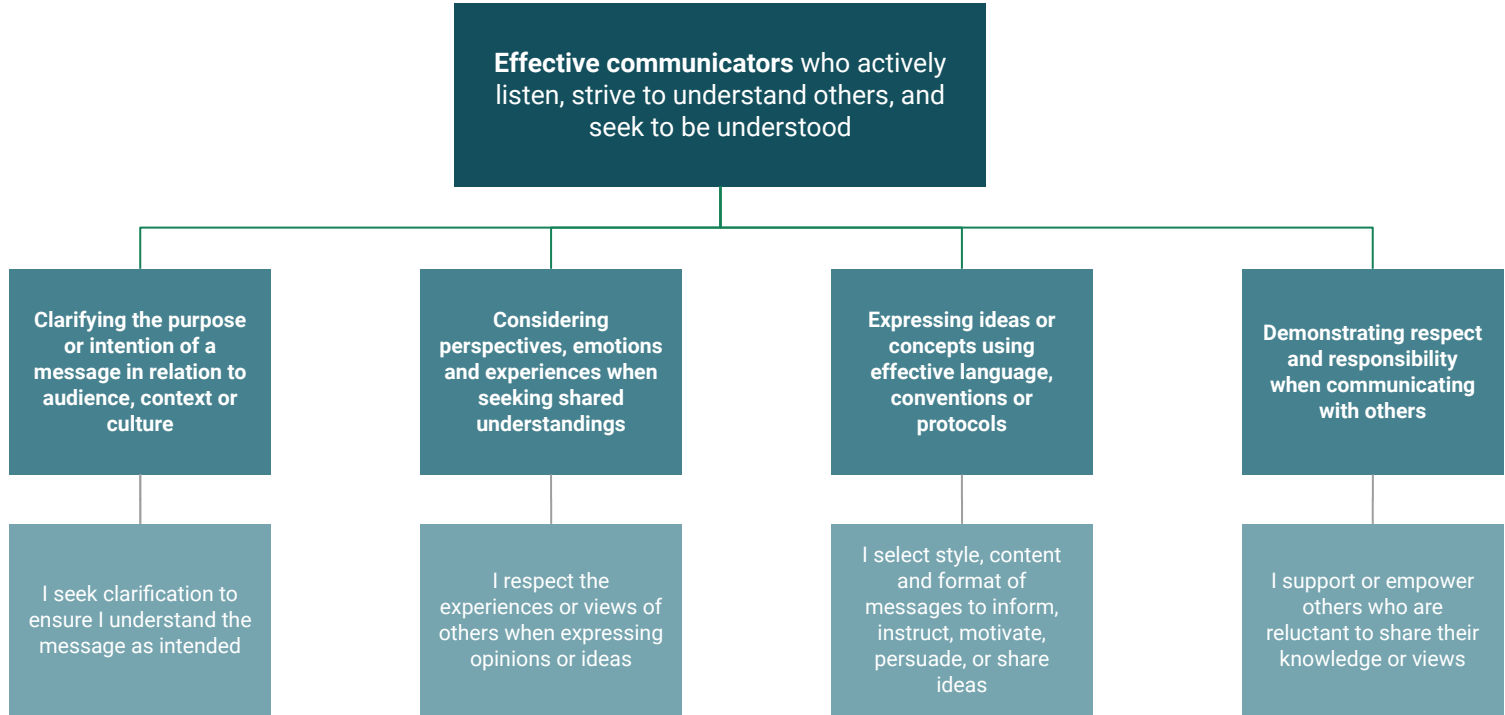 Effective communicators who actively
listen, strive to understand others, and
seek to be understood
Clarifying the purpose
or intention of a
message in relation to
audience, context or
culture
Considering
perspectives, emotions
and experiences when
seeking shared
understandings
Expressing ideas or
concepts using
effective language,
conventions or
protocols
Demonstrating respect
and responsibility
when communicating
with others
I seek clarification to
ensure I understand the
message as intended
I respect the
experiences or views of
others when expressing
opinions or ideas
I select style, content
and format of
messages to inform,
instruct, motivate,
persuade, or share
ideas
I support or empower
others who are
reluctant to share their
knowledge or views